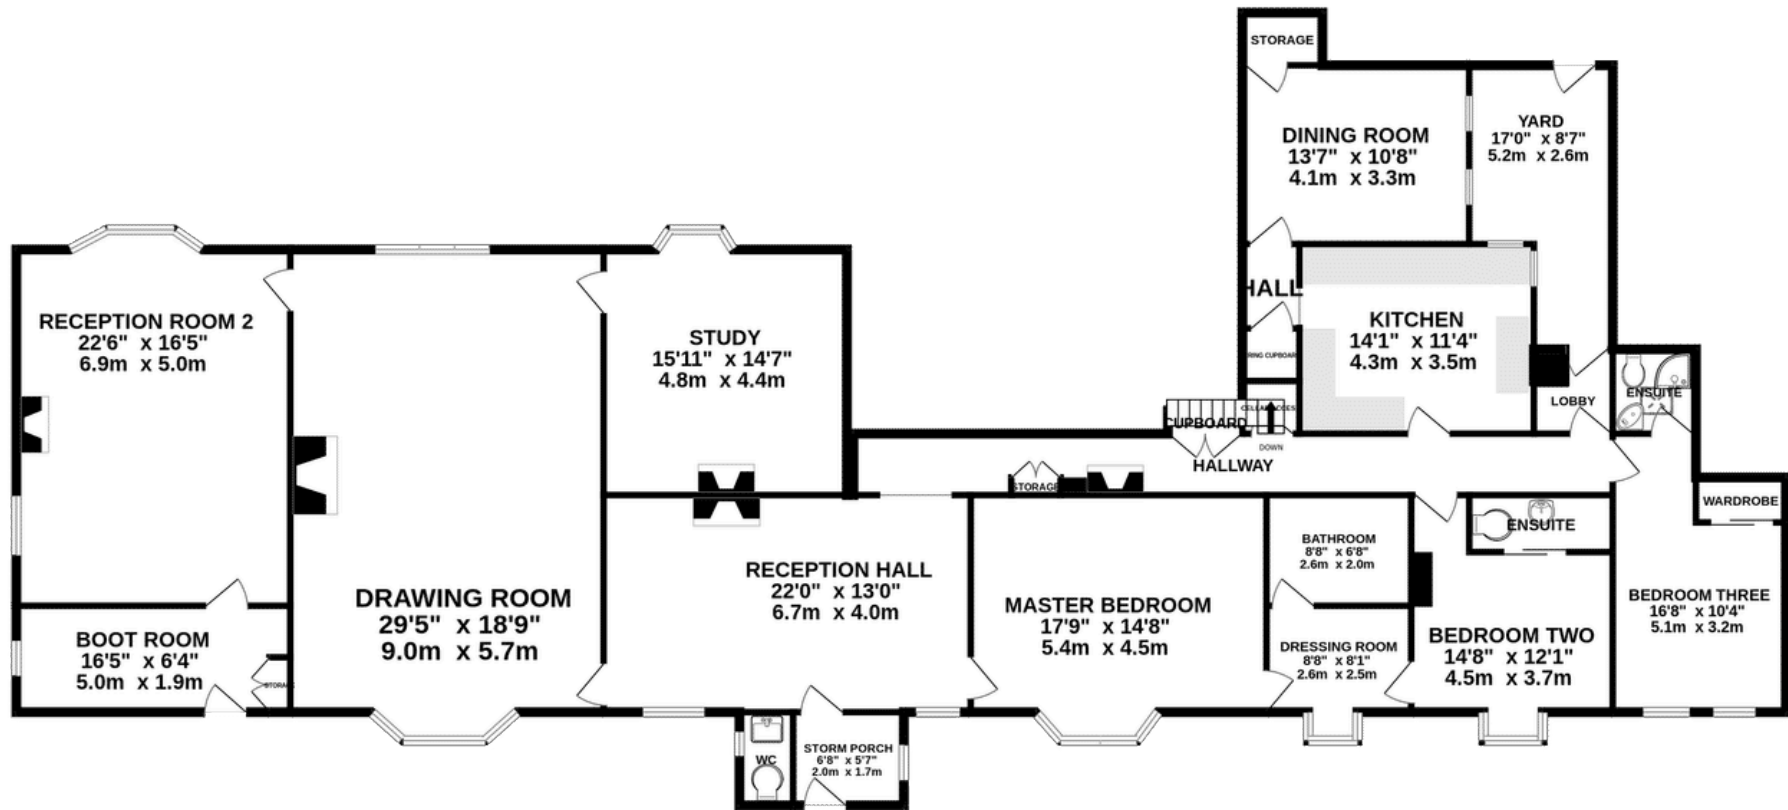 STORAGE
DINING ROOM
13'7" x 10'8"
4.1m x 3.3m
YARD
17'0" x 8'7"
5.2m x 2.6m
RECEPTION ROOM 2
22'6" x 16'5"
6.9m x 5.0m
STUDY
15'11" x 14'7"
4.8m x 4.4m
HALL
KITCHEN
14'1" x 11'4"
4.3m x 3.5m
RING CUPBOAR
LOBBY
ENSUITE
CUPBOARD
CELLAR ACCES
DOWN
HALLWAY
STORAGE
WARDROBE
ENSUITE
BATHROOM
8'8" x 6'8"
2.6m x 2.0m
RECEPTION HALL
22'0" x 13'0"
6.7m x 4.0m
DRAWING ROOM
29'5" x 18'9"
9.0m x 5.7m
MASTER BEDROOM
17'9" x 14'8"
5.4m x 4.5m
BEDROOM THREE
16'8" x 10'4"
5.1m x 3.2m
BOOT ROOM
16'5" x 6'4"
5.0m x 1.9m
STORAGE
DRESSING ROOM
8'8" x 8'1"
2.6m x 2.5m
BEDROOM TWO
14'8" x 12'1"
4.5m x 3.7m
WC
STORM PORCH
6'8" x 5'7"
2.0m x 1.7m